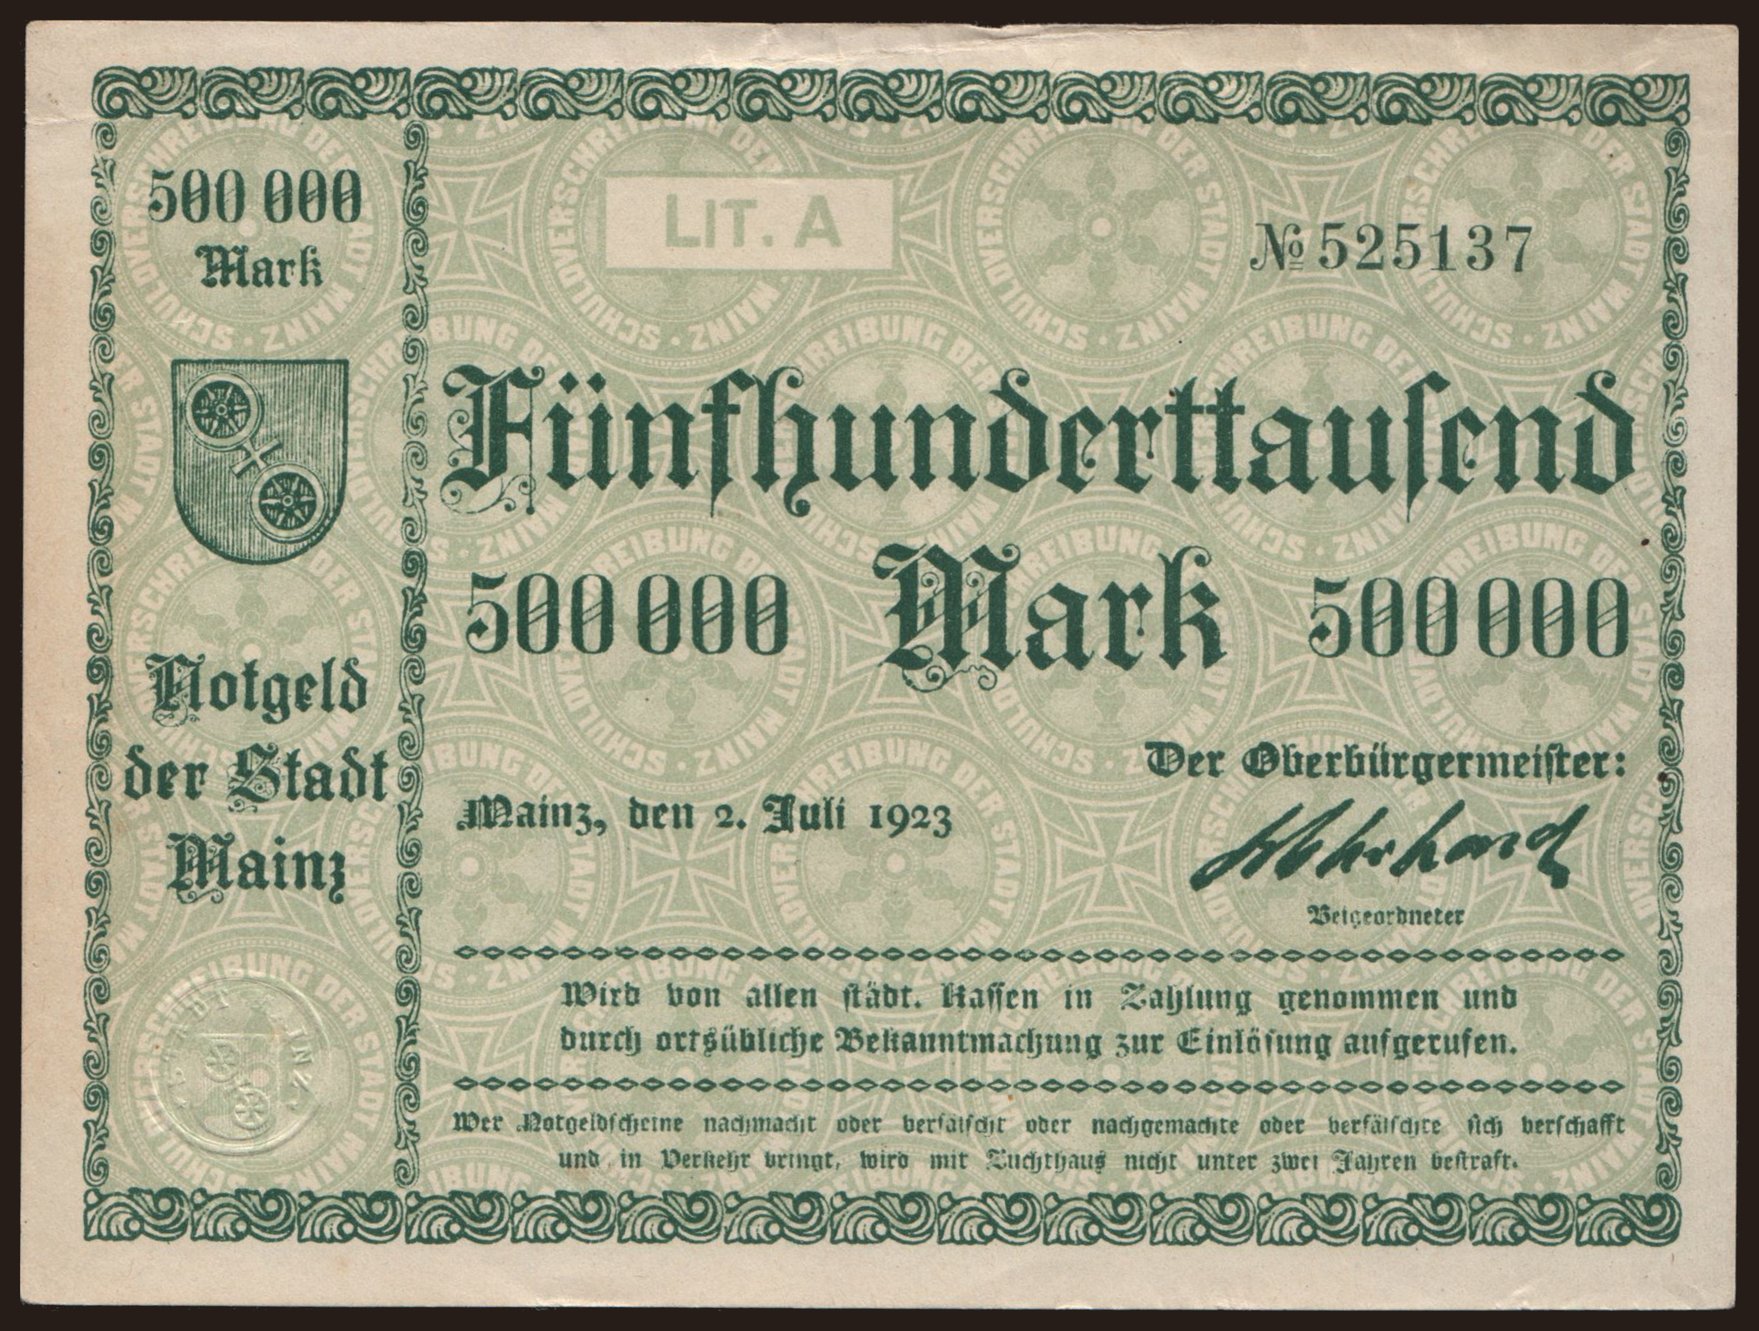 500 000
Mark
Notgeld
der Stadt
Mainz
LIT. A
№ 525137
Fünfhunderttausend
500 000 Mark 500 000
Mainz, den 2. Juli 1923
Der Oberbürgermeister:
Beigeordneter
Wird von allen städt. Kassen in Zahlung genommen und
durch ortsübliche Bekanntmachung zur Einlösung aufgerufen.
Wer Notgeldscheine nachmacht oder verfälscht oder nachgemachte oder verfälschte sich verschafft
und in Verkehr bringt, wird mit Zuchthaus nicht unter zwei Jahren bestraft.
SCHULDVERSCHREIBUNG DER STADT MAINZ